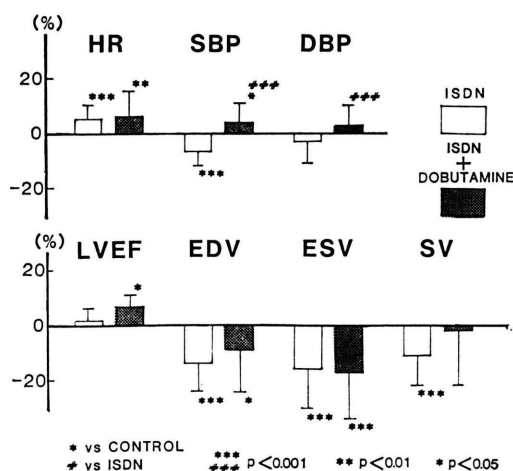 (%) HR SBP DBP
20
0
-20
*** ** *** ≠≠≠ * ≠≠≠
ISDN
ISDN
+
DOBUTAMINE
(%) LVEF EDV ESV SV
20
0
-20
* *** * *** *** ***
* vs CONTROL *** p<0.001 ** p<0.01 * p<0.05
≠ vs ISDN ≠≠≠